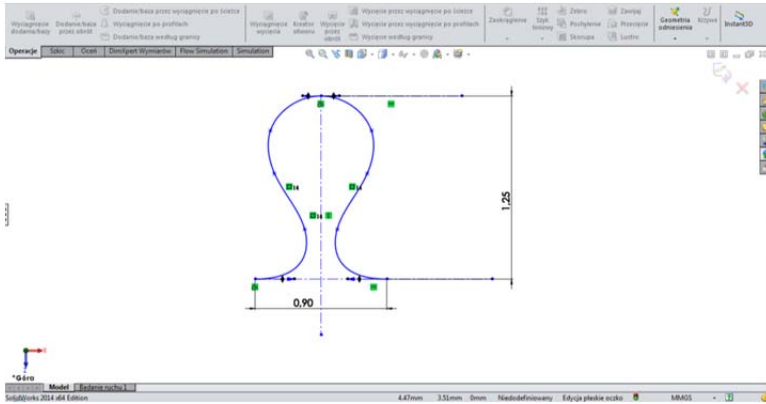 Wyciągnięcie dodania/bazy
Dodanie/baza przez obrót
Dodanie/baza przez wyciągnięcie po ścieżce
Wyciągnięcie po profilach
Dodanie/baza według granicy
Wyciągnięcie wycięcia
Kreator otworu
Wycięcie przez obrót
Wycięcie przez wyciągnięcie po ścieżce
Wycięcie przez wyciągnięcie po profilach
Wycięcie według granicy
Zaokrąglenie
Szyk liniowy
Żebro
Pochylenie
Skorupa
Zawijaj
Przecięcie
Lustro
Geometria odniesienia
Krzywe
Instant3D
Operacje Szkic Oceń DimXpert Wymiarów Flow Simulation Simulation
1,25
0,90
*Góra
Model Badanie ruchu 1
SolidWorks 2014 x64 Edition 4.47mm 3.51mm 0mm Niedodefiniowany Edycja płaskie oczko MMGS